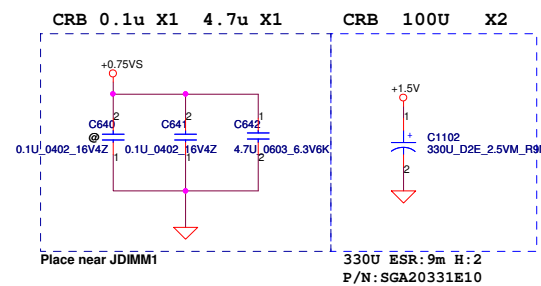 CRB 0.1u X1 4.7u X1
CRB 100U X2
+0.75VS
2
C640
@
0.1U_0402_16V4Z
1
2
C641
0.1U_0402_16V4Z
1
1
C642
4.7U_0603_6.3V6K
2
+1.5V
1
+
C1102
330U_D2E_2.5VM_R9
2
Place near JDIMM1
330U ESR:9m H:2
P/N:SGA20331E10